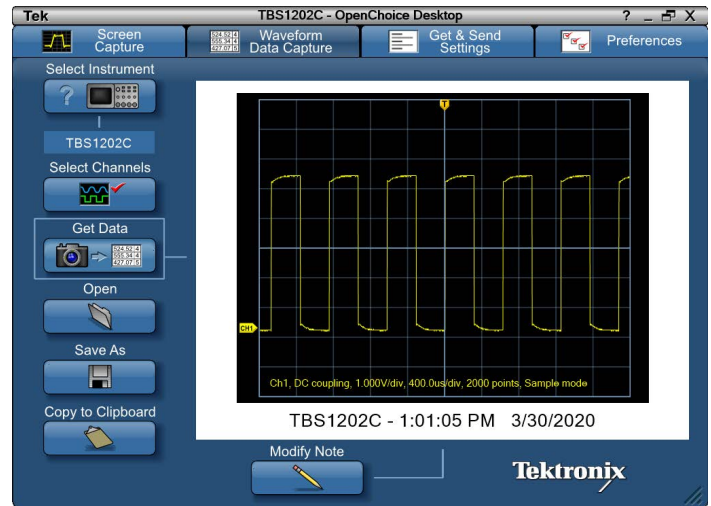 Tek
TBS1202C - OpenChoice Desktop
? _ X
Screen
Capture
Waveform
Data Capture
Get & Send
Settings
Preferences
Select Instrument
?
TBS1202C
Select Channels
Get Data
Open
Save As
Copy to Clipboard
T
CH1
Ch1, DC coupling, 1.000V/div, 400.0us/div, 2000 points, Sample mode
TBS1202C - 1:01:05 PM 3/30/2020
Modify Note
Tektronix